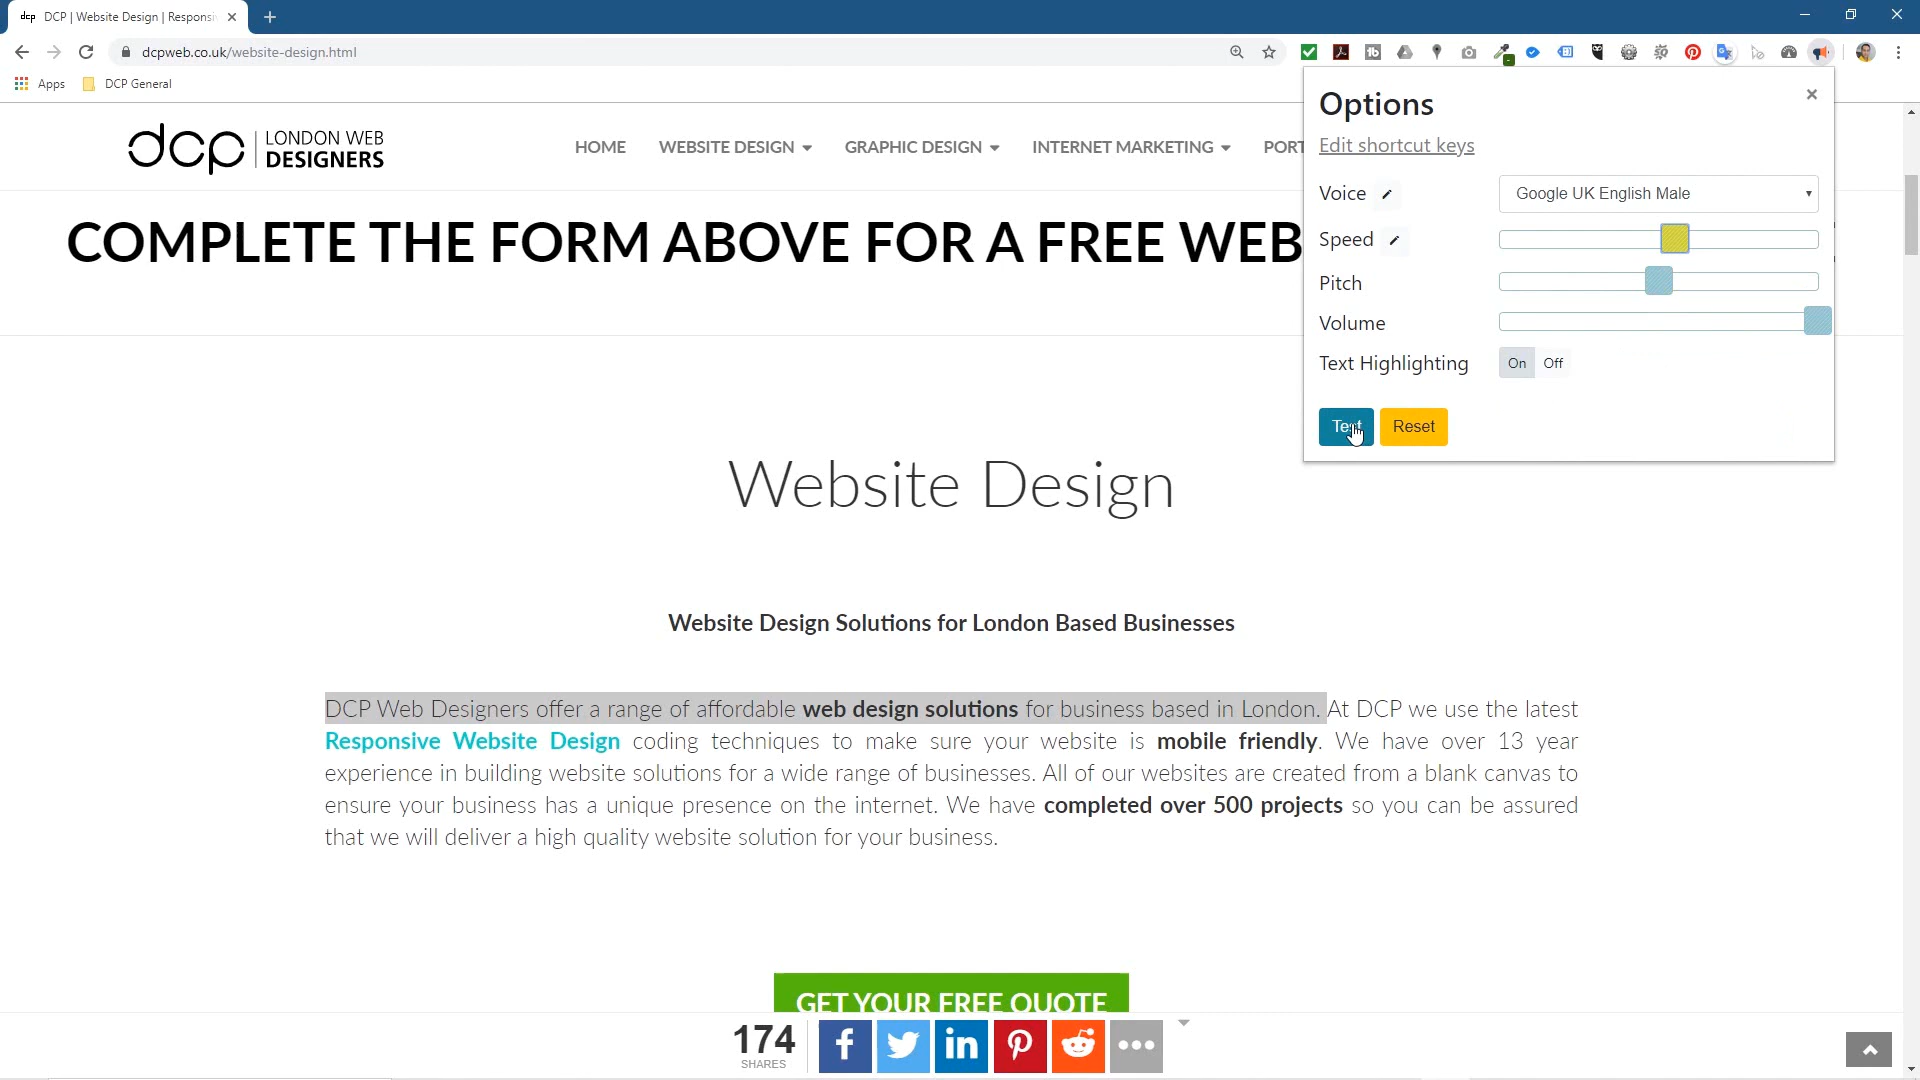 dcp DCP | Website Design | Responsi
dcpweb.co.uk/website-design.html
Apps DCP General
dcp LONDON WEB DESIGNERS
HOME WEBSITE DESIGN GRAPHIC DESIGN INTERNET MARKETING PORT
COMPLETE THE FORM ABOVE FOR A FREE WEB
Options
Edit shortcut keys
Voice Google UK English Male
Speed
Pitch
Volume
Text Highlighting On Off
Test Reset
Website Design
Website Design Solutions for London Based Businesses
DCP Web Designers offer a range of affordable web design solutions for business based in London. At DCP we use the latest
Responsive Website Design coding techniques to make sure your website is mobile friendly. We have over 13 year
experience in building website solutions for a wide range of businesses. All of our websites are created from a blank canvas to
ensure your business has a unique presence on the internet. We have completed over 500 projects so you can be assured
that we will deliver a high quality website solution for your business.
GET YOUR FREE QUOTE
174
SHARES